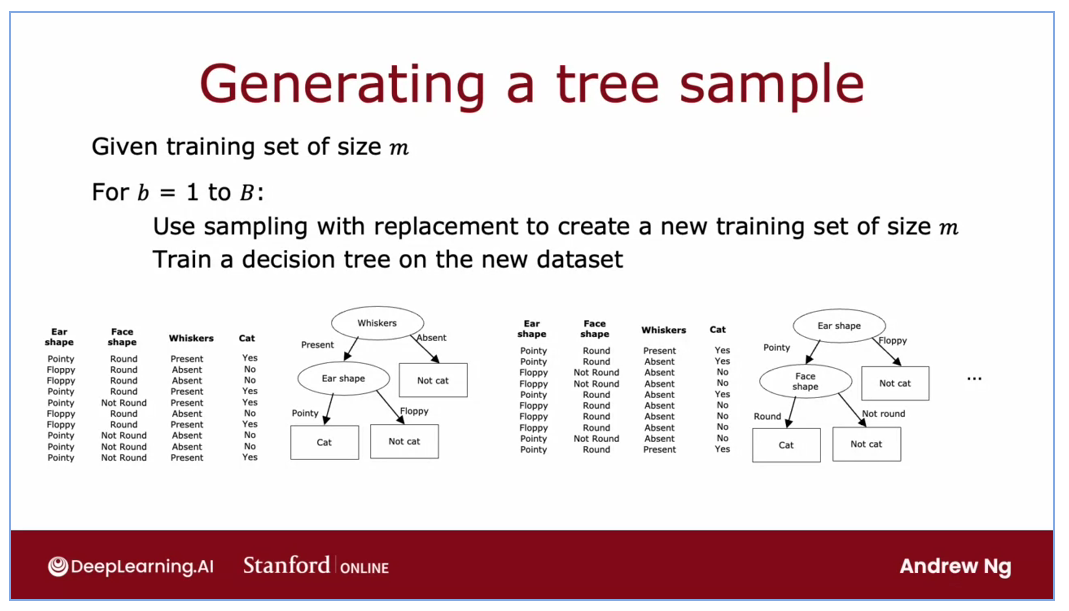 Generating a tree sample
Given training set of size m
For b = 1 to B:
Use sampling with replacement to create a new training set of size m
Train a decision tree on the new dataset
Ear shape Face shape Whiskers Cat
Pointy Round Present Yes
Floppy Round Absent No
Floppy Round Absent No
Pointy Round Present Yes
Pointy Not Round Present Yes
Floppy Round Absent No
Floppy Round Present Yes
Pointy Not Round Absent No
Pointy Not Round Absent No
Pointy Not Round Present Yes
Whiskers
Present
Absent
Ear shape
Not cat
Pointy
Floppy
Cat
Not cat
Ear shape Face shape Whiskers Cat
Pointy Round Present Yes
Pointy Round Absent Yes
Floppy Not Round Absent No
Floppy Not Round Absent No
Pointy Round Absent Yes
Floppy Round Absent No
Floppy Round Absent No
Floppy Round Absent No
Pointy Not Round Absent No
Pointy Round Present Yes
Ear shape
Pointy
Floppy
Face shape
Not cat
Round
Not round
Cat
Not cat
...
DeepLearning.AI
Stanford ONLINE
Andrew Ng